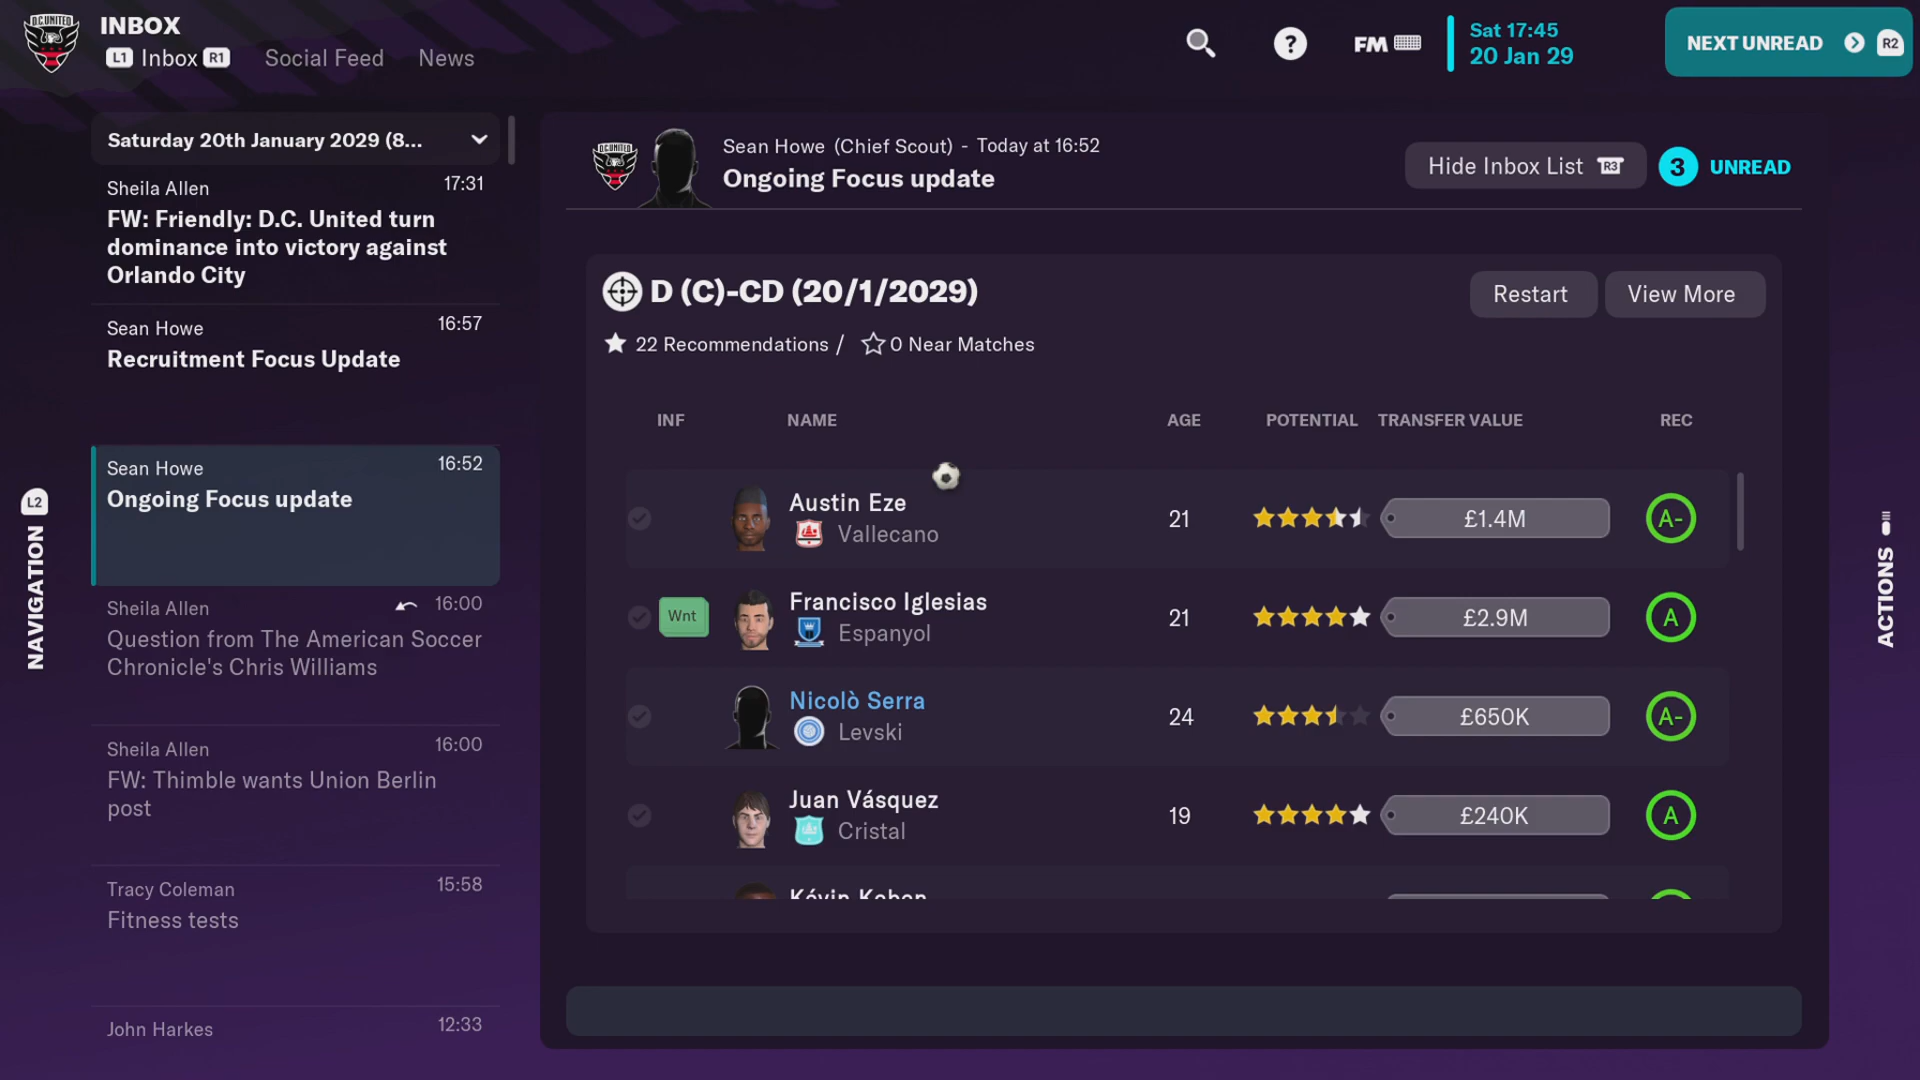 INBOX
L1 Inbox R1 Social Feed News
FM
Sat 17:45
20 Jan 29
NEXT UNREAD R2
Saturday 20th January 2029 (8...
Sheila Allen 17:31
FW: Friendly: D.C. United turn
dominance into victory against
Orlando City
Sean Howe 16:57
Recruitment Focus Update
Sean Howe 16:52
Ongoing Focus update
Sheila Allen 16:00
Question from The American Soccer
Chronicle's Chris Williams
Sheila Allen 16:00
FW: Thimble wants Union Berlin
post
Tracy Coleman 15:58
Fitness tests
John Harkes 12:33
L2
NAVIGATION
Sean Howe (Chief Scout) - Today at 16:52
Ongoing Focus update
Hide Inbox List R3
3 UNREAD
D (C)-CD (20/1/2029)
Restart View More
22 Recommendations / 0 Near Matches
INF NAME AGE POTENTIAL TRANSFER VALUE REC
Austin Eze
Vallecano
21 £1.4M A-
Wnt
Francisco Iglesias
Espanyol
21 £2.9M A
Nicolò Serra
Levski
24 £650K A-
Juan Vásquez
Cristal
19 £240K A
ACTIONS